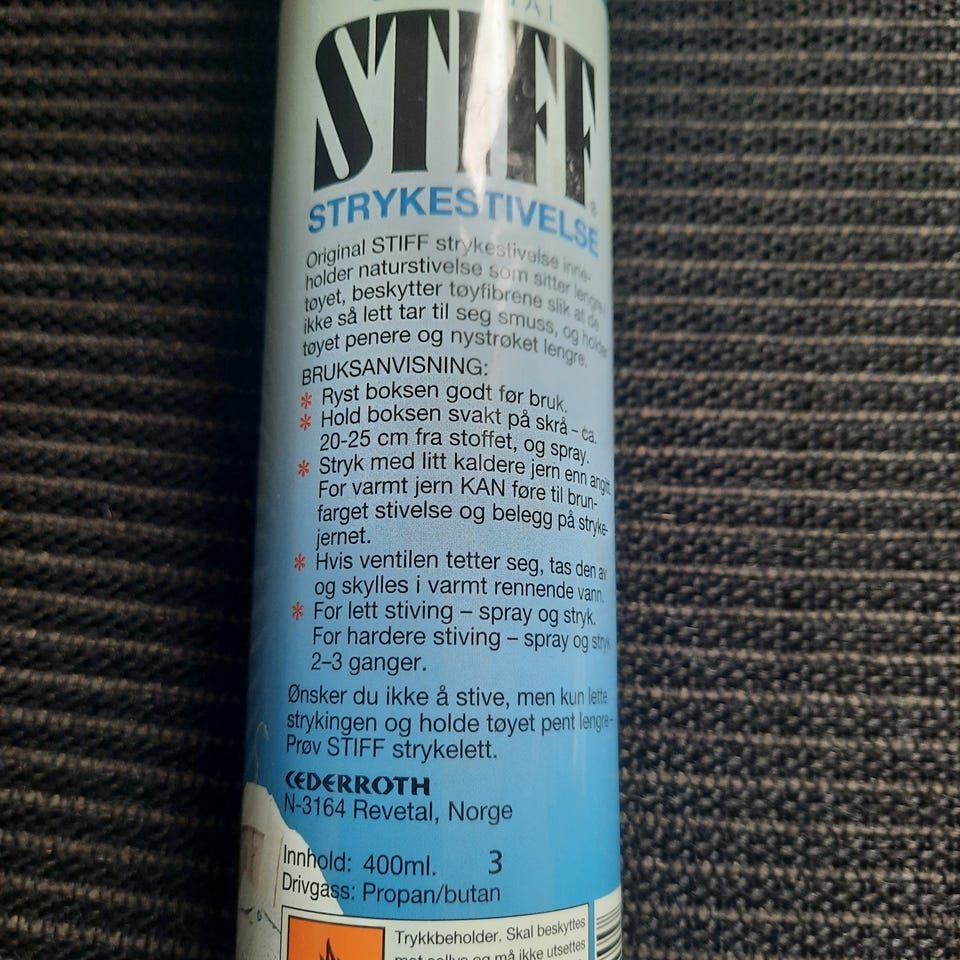 STIFF
®
STRYKESTIVELSE
Original STIFF strykestivelse inne-
holder naturstivelse som sitter lengre i
tøyet, beskytter tøyfibrene slik at de
ikke så lett tar til seg smuss, og holder
tøyet penere og nystrøket lengre.
BRUKSANVISNING:
* Ryst boksen godt før bruk.
* Hold boksen svakt på skrå – ca.
20-25 cm fra stoffet, og spray.
* Stryk med litt kaldere jern enn angitt.
For varmt jern KAN føre til brun-
farget stivelse og belegg på stryke-
jernet.
* Hvis ventilen tetter seg, tas den av
og skylles i varmt rennende vann.
* For lett stiving – spray og stryk.
For hardere stiving – spray og stryk
2–3 ganger.
Ønsker du ikke å stive, men kun lette
strykingen og holde tøyet pent lengre –
Prøv STIFF strykelett.
CEDERROTH
N-3164 Revetal, Norge
Innhold: 400ml. 3
Drivgass: Propan/butan
Trykkbeholder. Skal beskyttes
mot sollys og må ikke utsettes